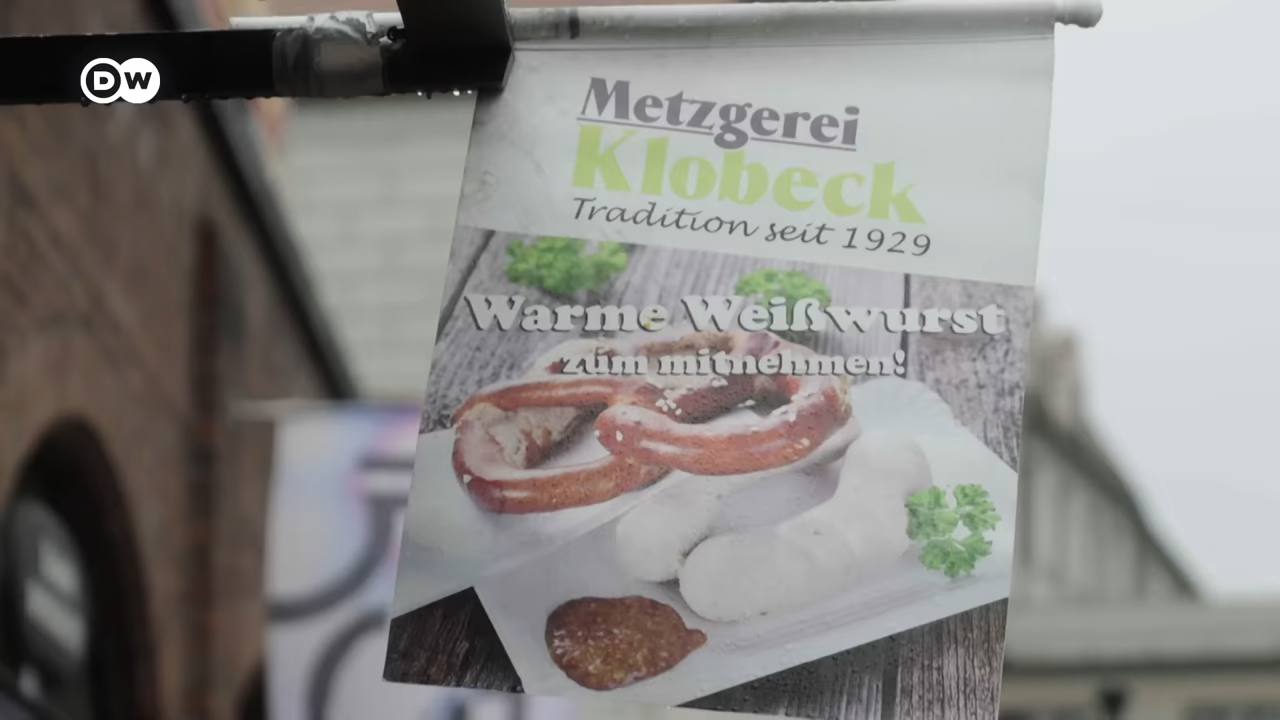 DW
Metzgerei
Klobeck
Tradition seit 1929
Warme Weißwurst
zum mitnehmen!